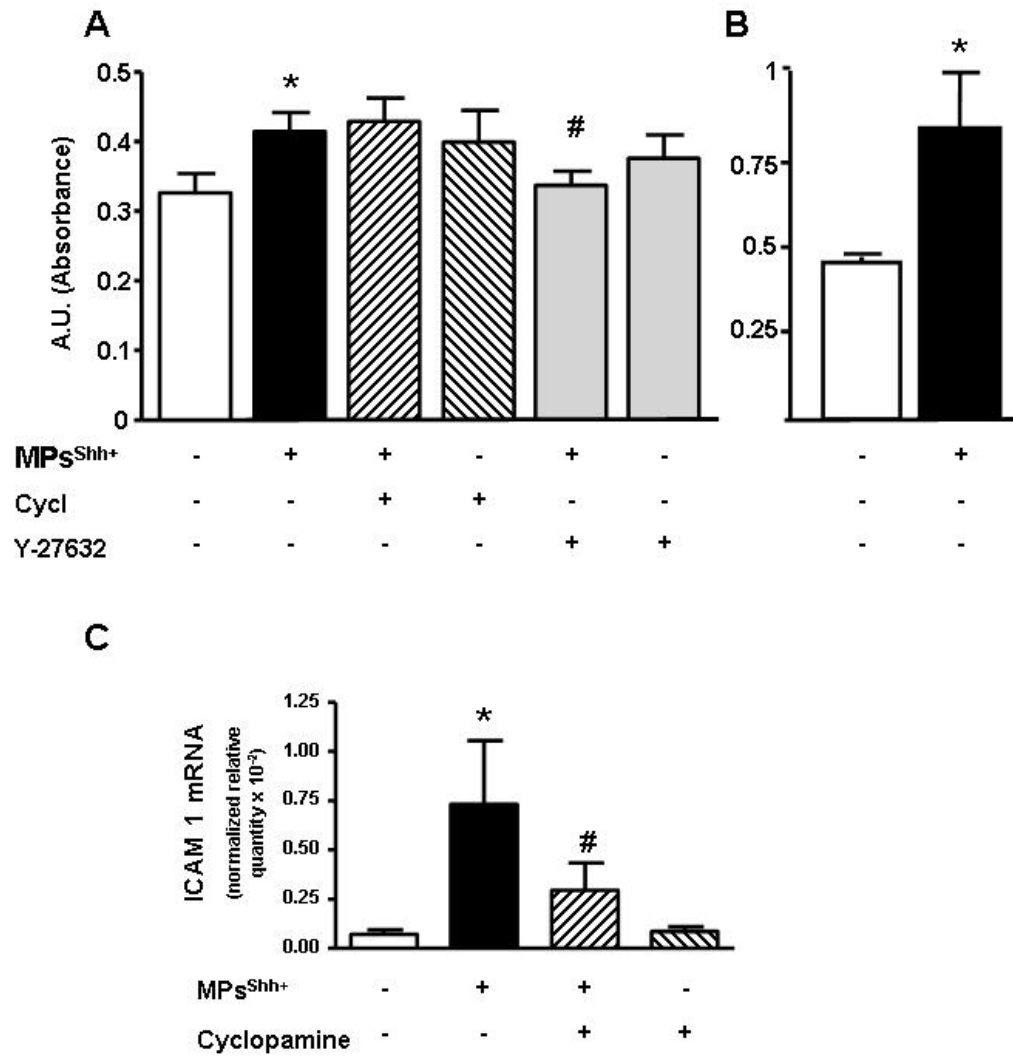 A
B
*
#
0.5
0.4
0.3
0.2
0.1
0
A.U. (Absorbance)
*
1
0.75
0.5
0.25
MPsShh+ - + + - + - - +
Cycl - - + + - - - -
Y-27632 - - - - + + - -
C
*
#
1.25
1.00
0.75
0.50
0.25
0.00
ICAM 1 mRNA
(normalized relative
quantity x 10-2)
MPsShh+ - + + -
Cyclopamine - - + +